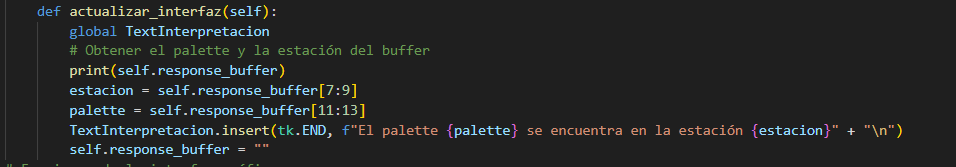 def actualizar_interfaz(self):
global TextInterpretacion
# Obtener el palette y la estación del buffer
print(self.response_buffer)
estacion = self.response_buffer[7:9]
palette = self.response_buffer[11:13]
TextInterpretacion.insert(tk.END, f"El palette {palette} se encuentra en la estación {estacion}" + "\n")
self.response_buffer = ""